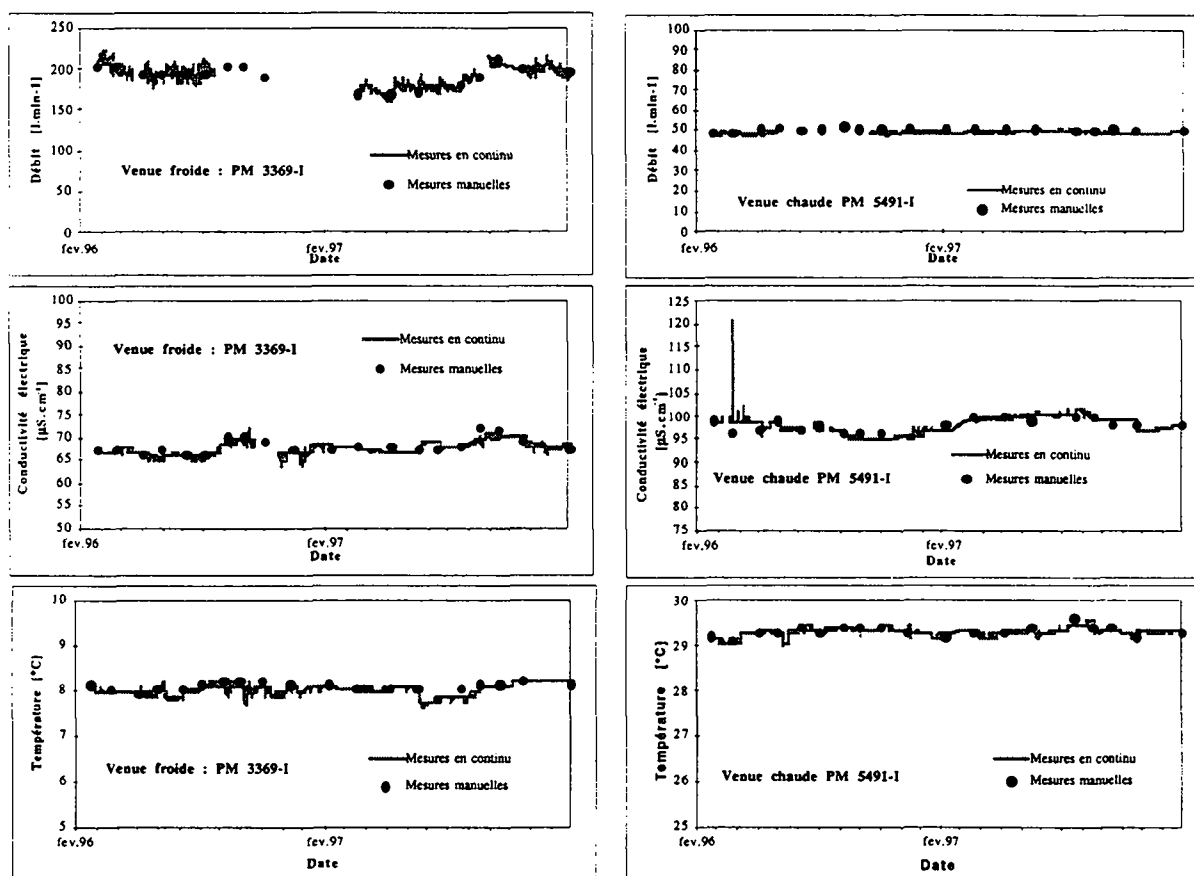 250
200
150
100
50
0
Débit [l.min-1]
Venue froide : PM 3369-I
Mesures en continu
Mesures manuelles
fev.96
fev.97
Date
100
90
80
70
60
50
40
30
20
10
0
Débit [l.min-1]
Venue chaude PM 5491-I
Mesures en continu
Mesures manuelles
fev.96
fev.97
Date
100
95
90
85
80
75
70
65
60
55
50
Conductivité électrique
[µS.cm⁻¹]
Venue froide : PM 3369-I
Mesures en continu
Mesures manuelles
fev.96
fev.97
Date
125
120
115
110
105
100
95
90
85
80
75
Conductivité électrique
[µS.cm⁻¹]
Venue chaude PM 5491-I
Mesures en continu
Mesures manuelles
fev.96
fev.97
Date
10
9
8
7
6
5
Température [°C]
Venue froide : PM 3369-I
Mesures en continu
Mesures manuelles
fev.96
fev.97
Date
30
29
28
27
26
25
Température [°C]
Venue chaude PM 5491-I
Mesures en continu
Mesures manuelles
fev.96
fev.97
Date